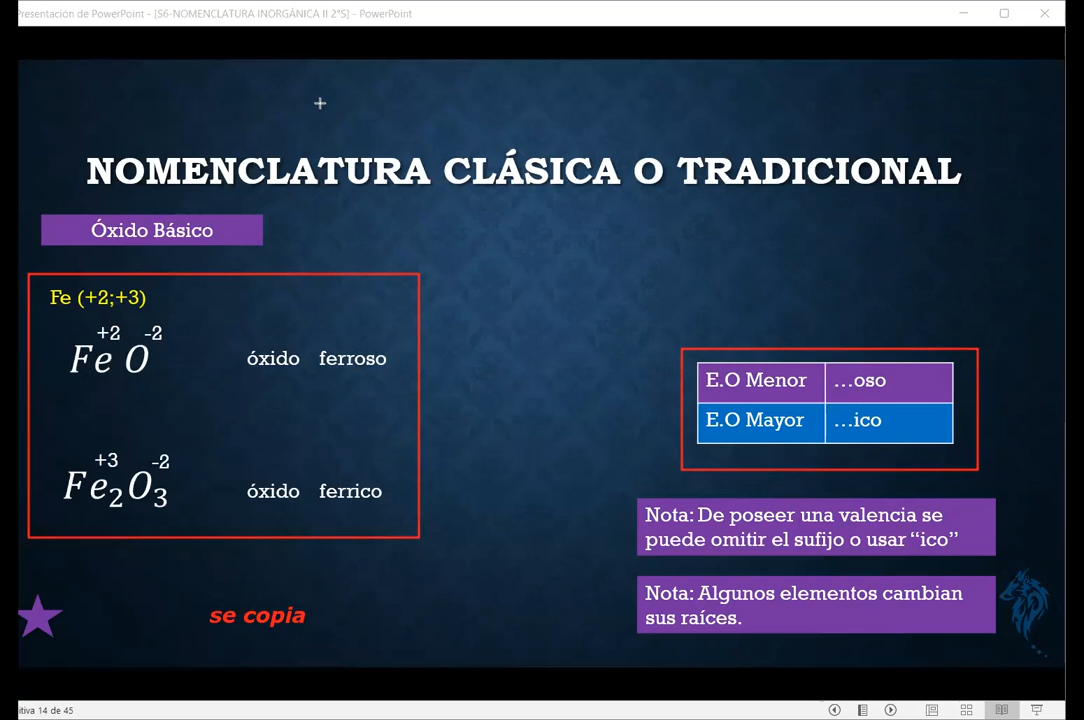 Presentación de PowerPoint - [S6-NOMENCLATURA INORGÁNICA II 2°S] - PowerPoint
NOMENCLATURA CLÁSICA O TRADICIONAL
Óxido Básico
Fe (+2;+3)
+2 -2
Fe O óxido ferroso
+3 -2
Fe₂O₃ óxido ferrico
E.O Menor ...oso
E.O Mayor ...ico
Nota: De poseer una valencia se
puede omitir el sufijo o usar “ico”
Nota: Algunos elementos cambian
sus raíces.
se copia
itiva 14 de 45